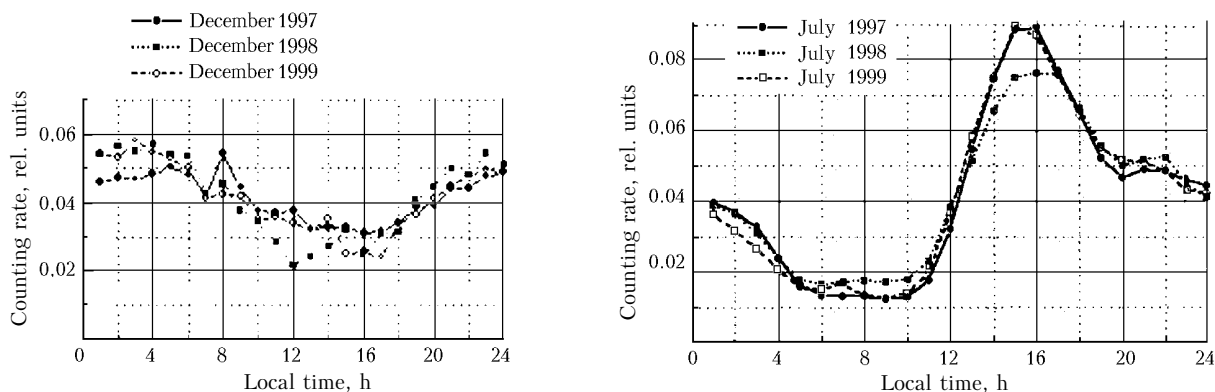 December 1997
December 1998
December 1999
0.06
0.04
0.02
0 4 8 12 16 20 24
Local time, h
Counting rate, rel. units
July 1997
July 1998
July 1999
0.08
0.06
0.04
0.02
0 4 8 12 16 20 24
Local time, h
Counting rate, rel. units